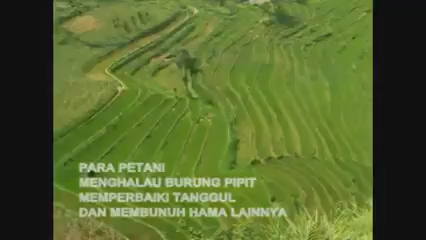 PARA PETANI
MENGHALAU BURUNG PIPIT
MEMPERBAIKI TANGGUL
DAN MEMBUNUH HAMA LAINNYA